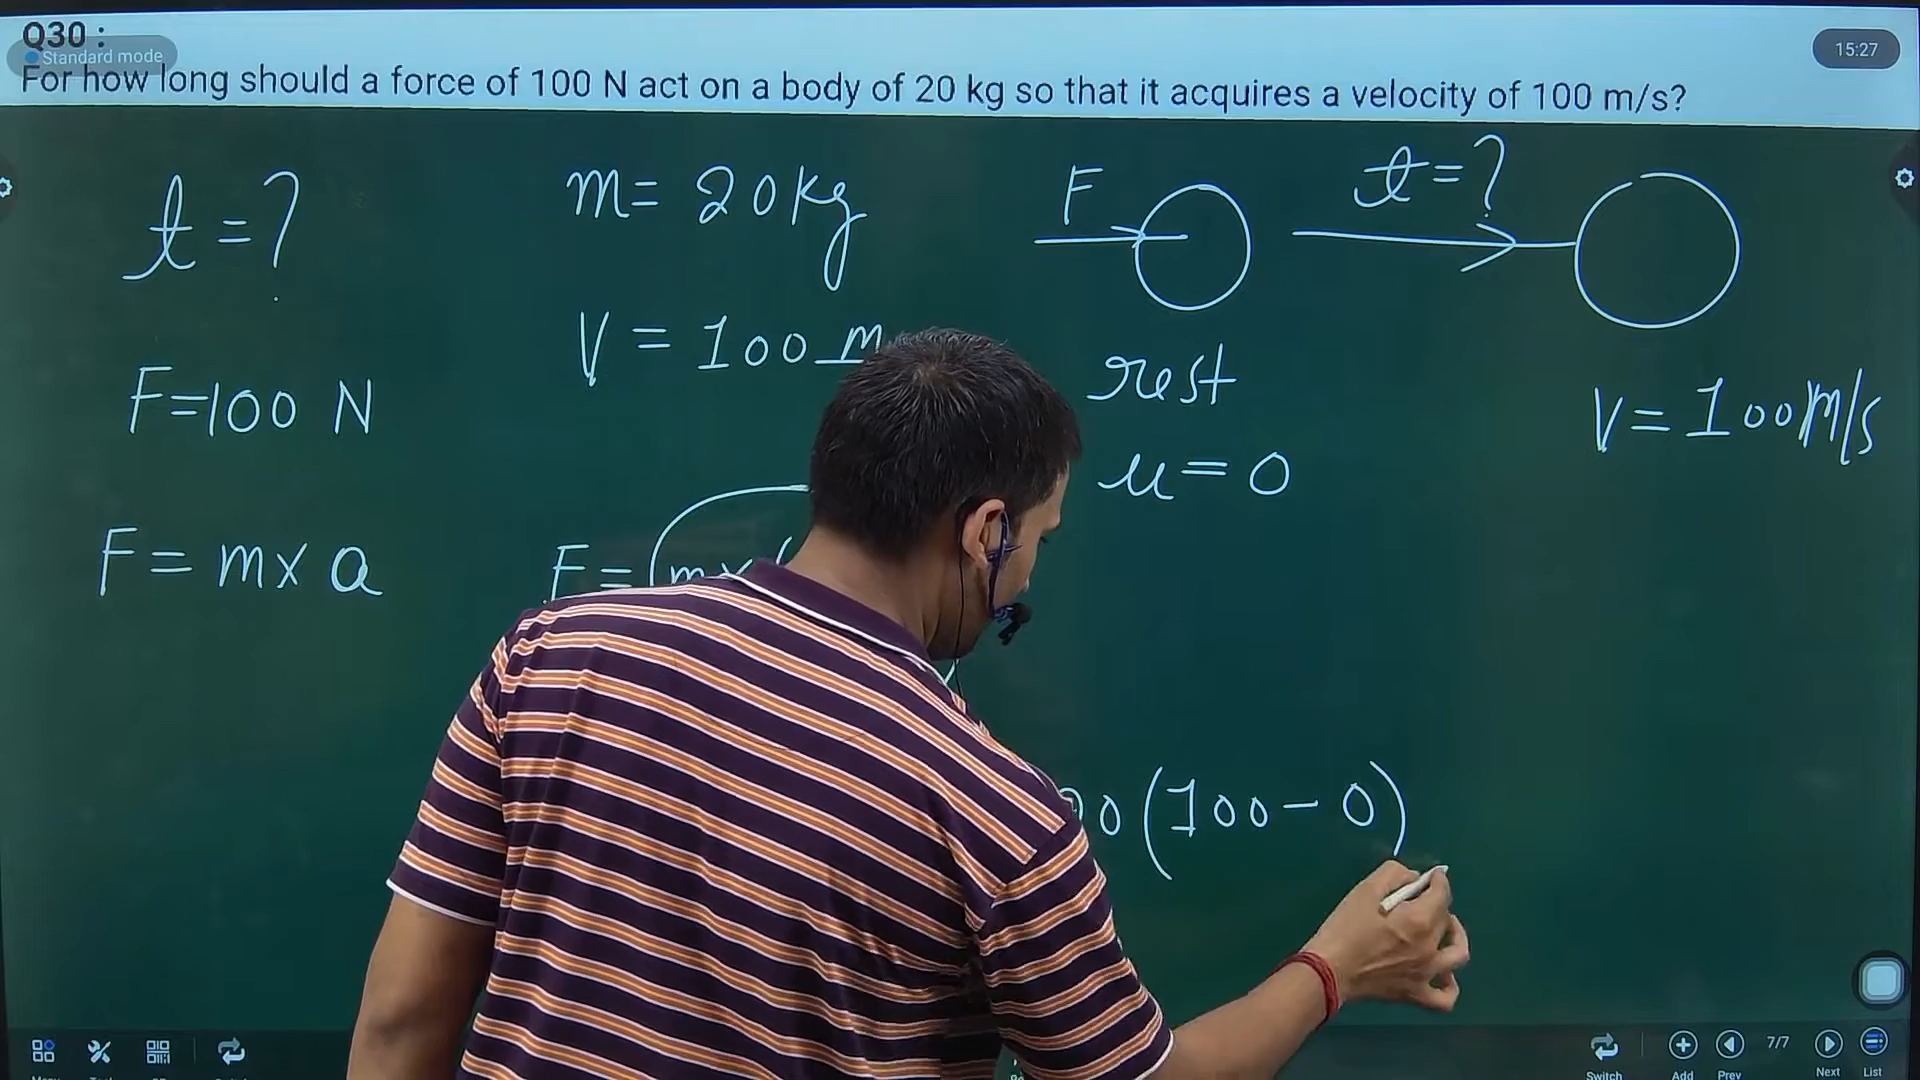 Q30 :
Standard mode
15:27
For how long should a force of 100 N act on a body of 20 kg so that it acquires a velocity of 100 m/s?
t = ?
m = 20 kg
F
t = ?
V = 100 m
rest
F = 100 N
V = 100 m/s
u = 0
F = m x a
F = (m x (
0 (100 - 0)
7/7
Switch
Add
Prev
Next
List